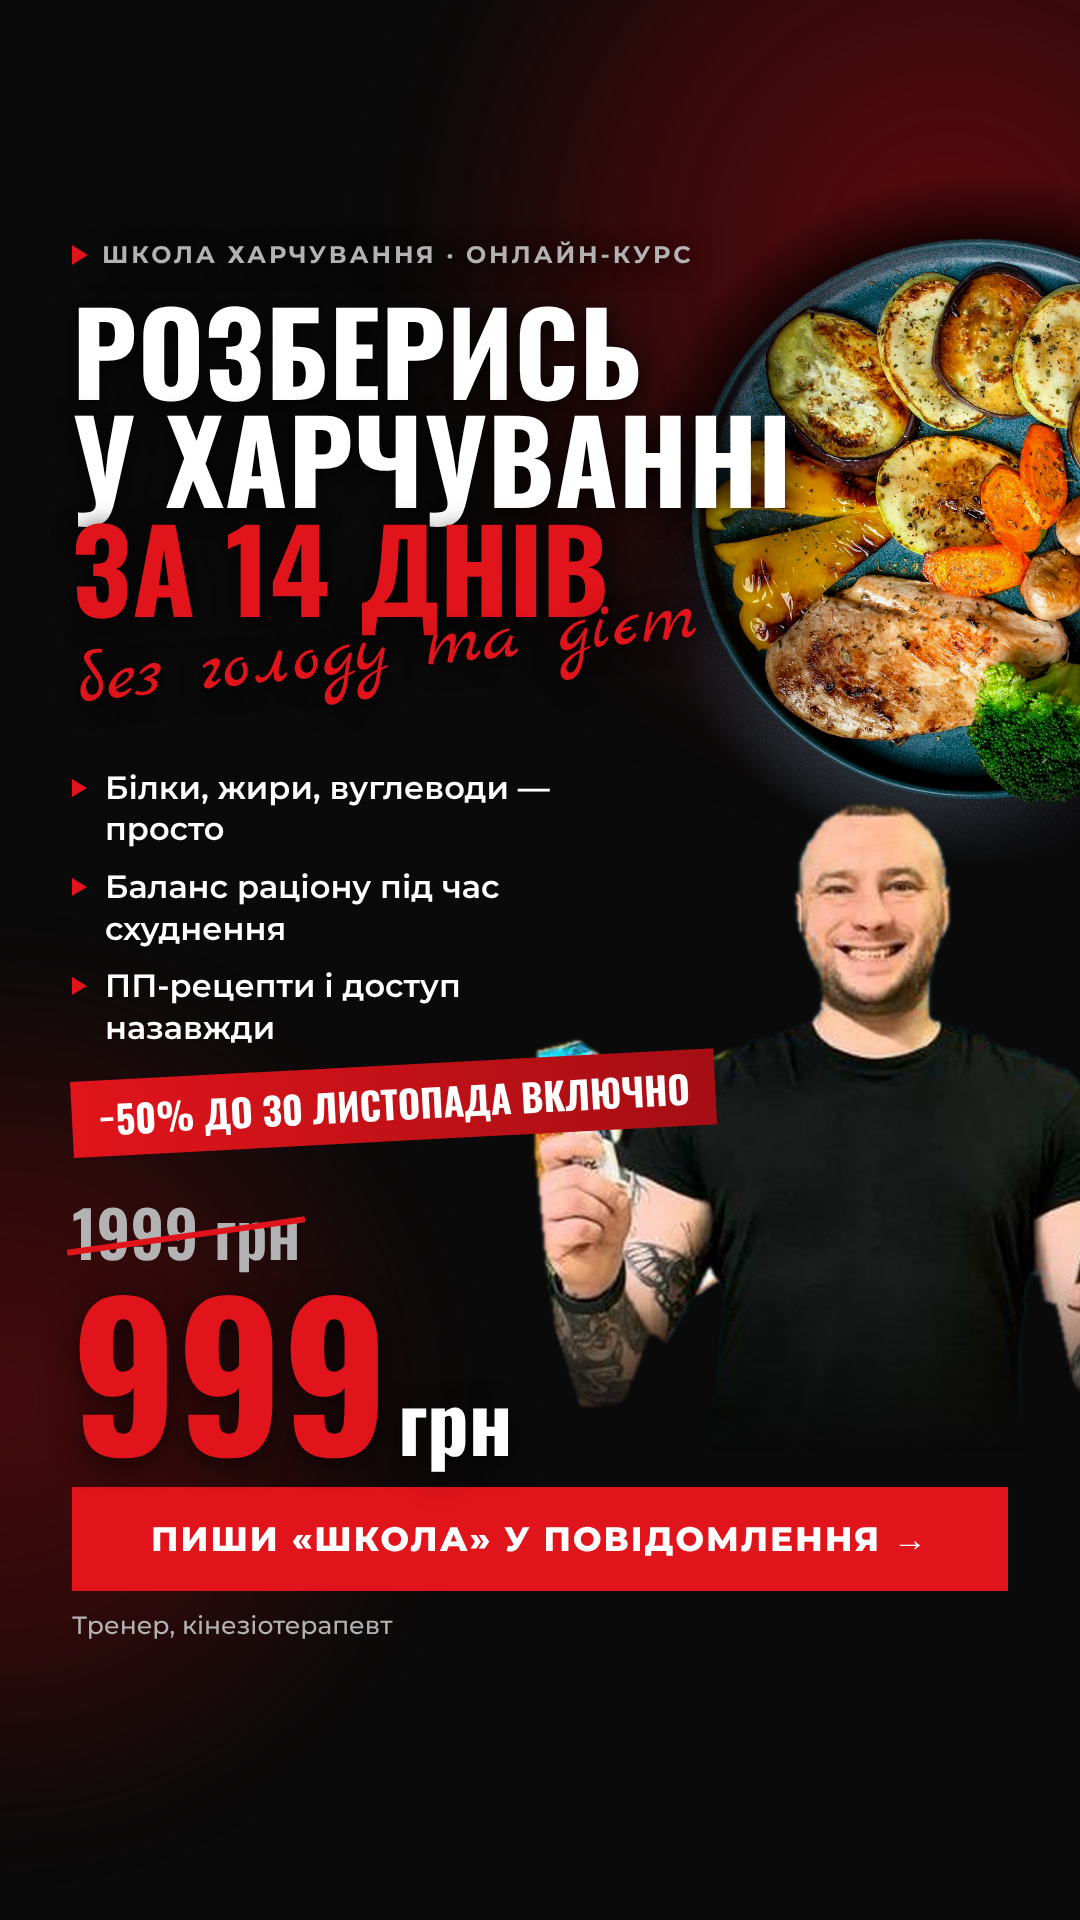 ШКОЛА ХАРЧУВАННЯ · ОНЛАЙН-КУРС
РОЗБЕРИСЬ
У ХАРЧУВАННІ
ЗА 14 ДНІВ
без голоду та дієт
Білки, жири, вуглеводи —
просто
Баланс раціону під час
схуднення
ПП-рецепти і доступ
назавжди
-50% ДО 30 ЛИСТОПАДА ВКЛЮЧНО
1999 грн
999 грн
ПИШИ «ШКОЛА» У ПОВІДОМЛЕННЯ →
Тренер, кінезіотерапевт